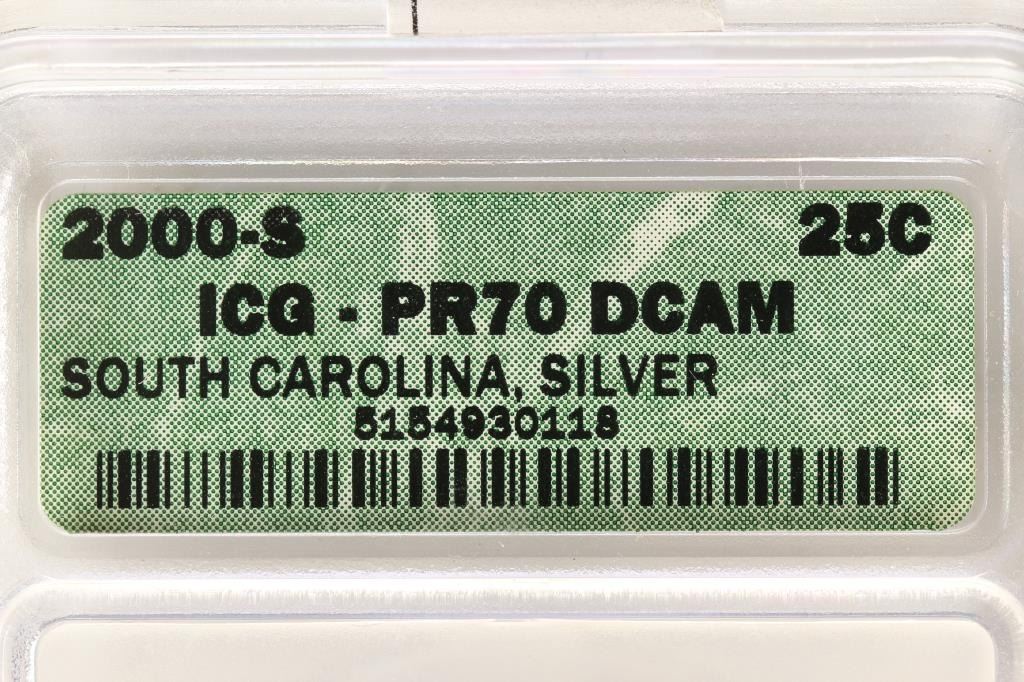 2000-S 25C
ICG - PR70 DCAM
SOUTH CAROLINA, SILVER
5154930118